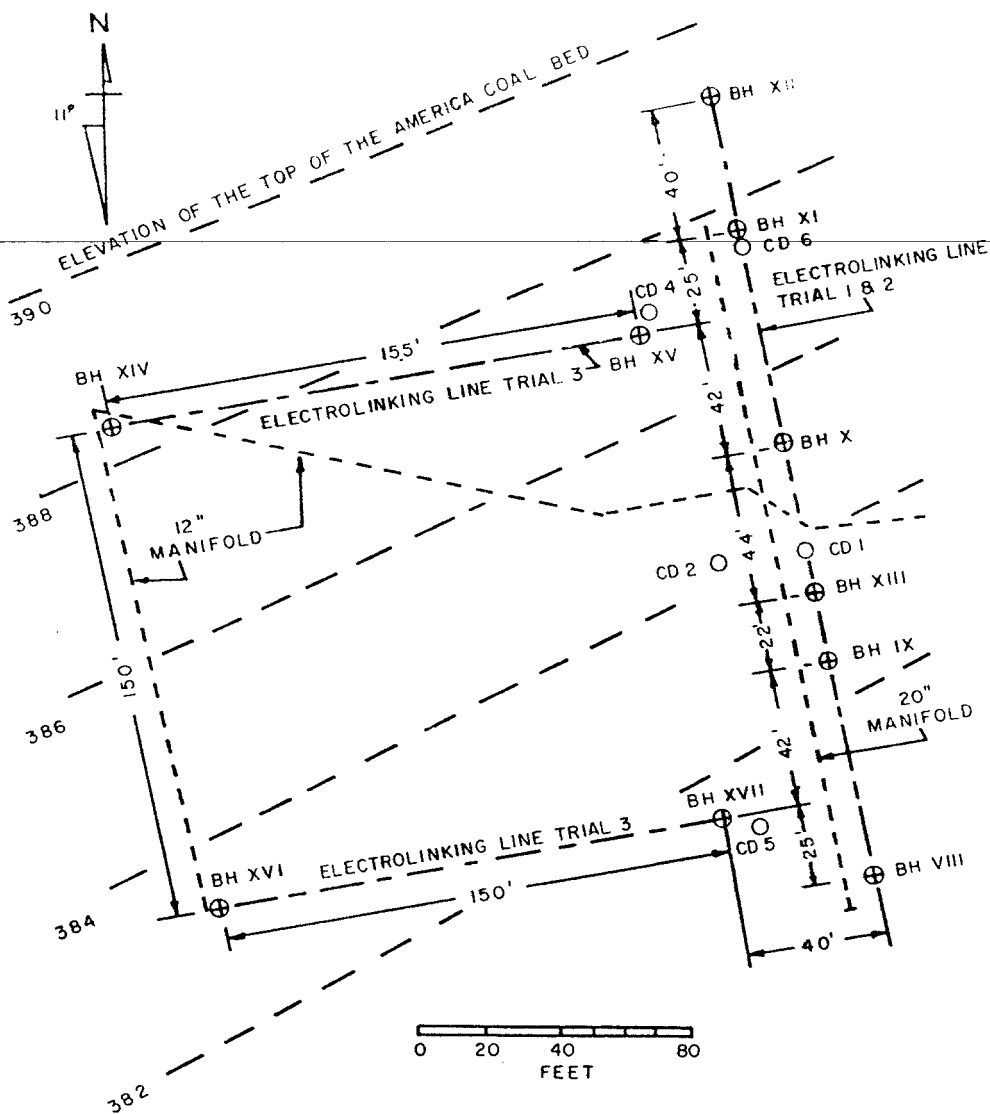 N
11°
ELEVATION OF THE TOP OF THE AMERICA COAL BED
390
388
386
384
382
BH XII
40'
BH XI
CD 6
25'
ELECTROLINKING LINE
TRIAL 1 & 2
CD 4
155'
BH XV
BH XIV
ELECTROLINKING LINE TRIAL 3
42'
BH X
12"
MANIFOLD
44'
CD 1
CD 2
BH XIII
22'
BH IX
150'
20"
MANIFOLD
42'
BH XVII
CD 5
ELECTROLINKING LINE TRIAL 3
25'
BH XVI
BH VIII
150'
40'
0 20 40 80
FEET